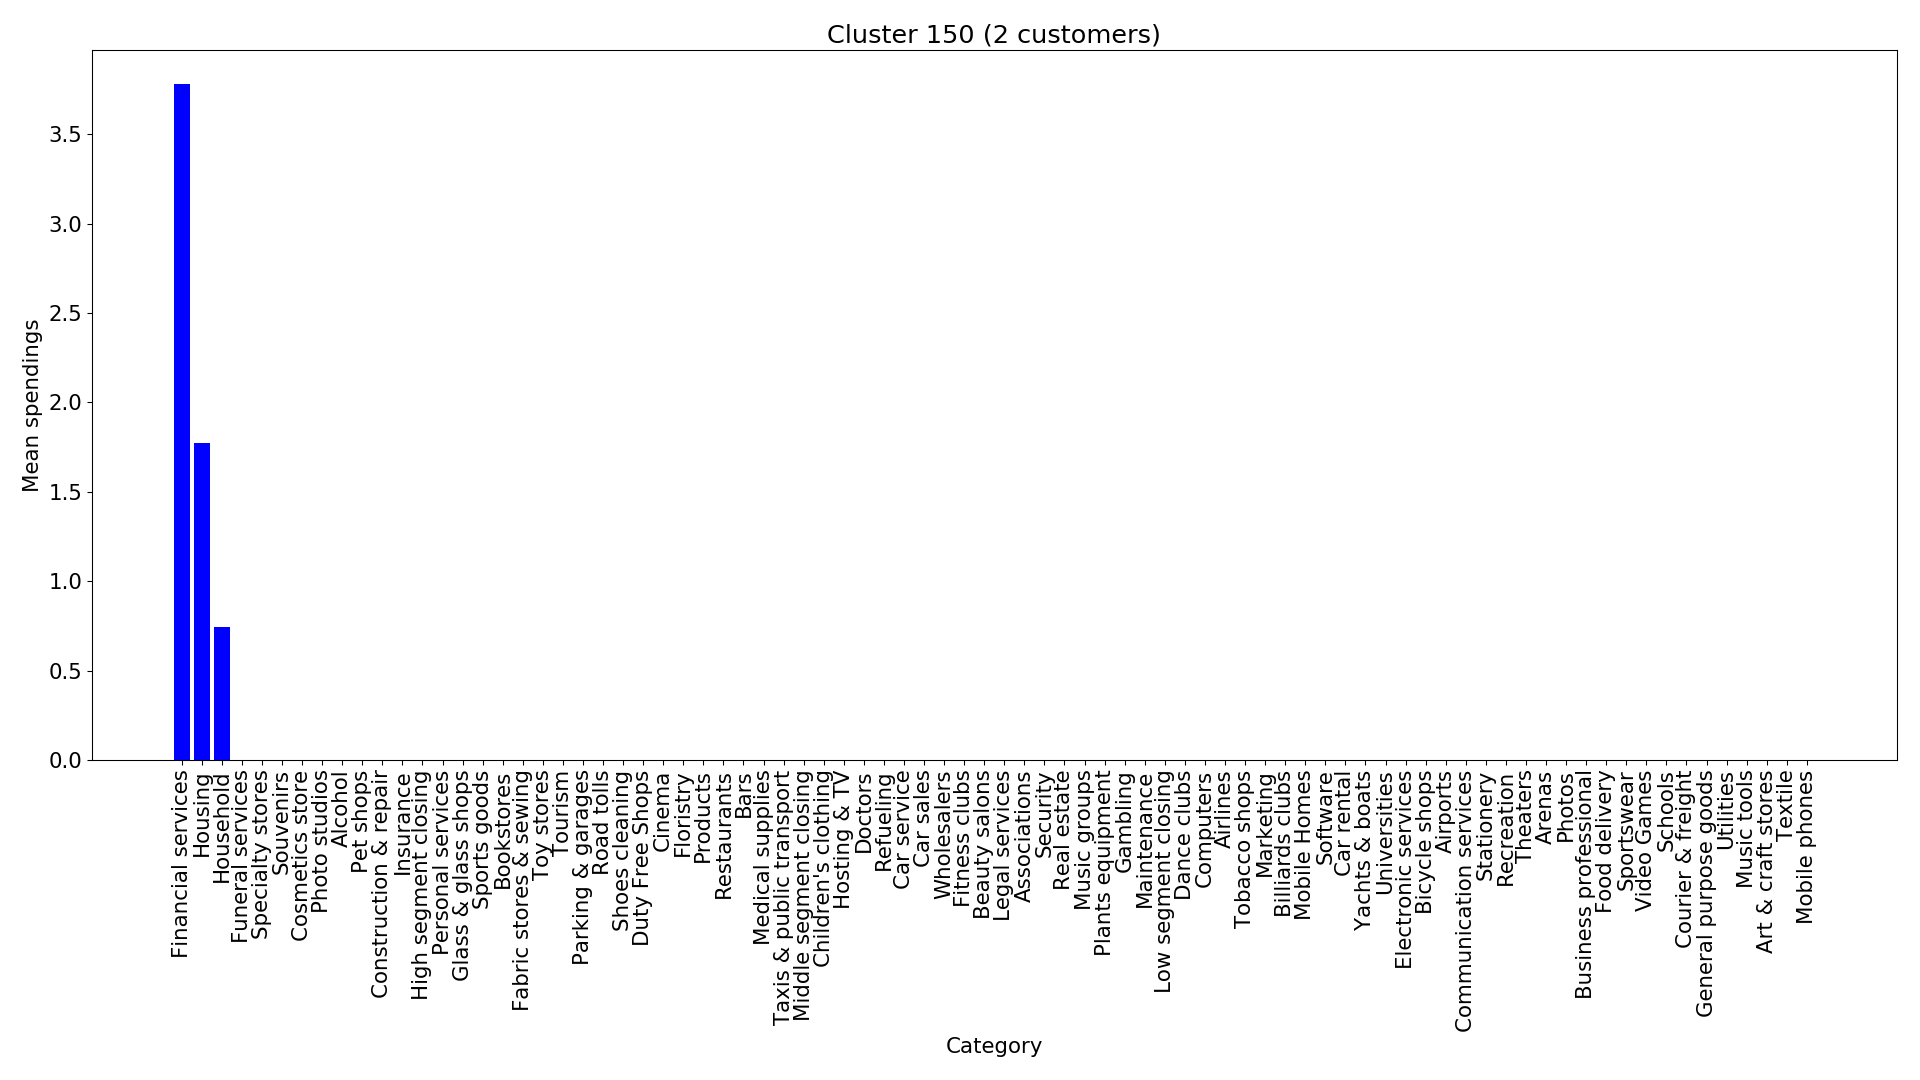 Cluster 150 (2 customers)
Mean spendings
3.5
3.0
2.5
2.0
1.5
1.0
0.5
0.0
Financial services
Housing
Household
Funeral services
Specialty stores
Souvenirs
Cosmetics store
Photo studios
Alcohol
Pet shops
Construction & repair
Insurance
High segment closing
Personal services
Glass & glass shops
Sports goods
Bookstores
Fabric stores & sewing
Toy stores
Tourism
Parking & garages
Road tolls
Shoes cleaning
Duty Free Shops
Cinema
Floristry
Products
Restaurants
Bars
Medical supplies
Taxis & public transport
Middle segment closing
Children's clothing
Hosting & TV
Doctors
Refueling
Car service
Car sales
Wholesalers
Fitness clubs
Beauty salons
Legal services
Associations
Security
Real estate
Music groups
Plants equipment
Gambling
Maintenance
Low segment closing
Dance clubs
Computers
Airlines
Tobacco shops
Marketing
Billiards clubs
Mobile Homes
Software
Car rental
Yachts & boats
Universities
Electronic services
Bicycle shops
Airports
Communication services
Stationery
Recreation
Theaters
Arenas
Photos
Business professional
Food delivery
Sportswear
Video Games
Schools
Courier & freight
General purpose goods
Utilities
Music tools
Art & craft stores
Textile
Mobile phones
Category